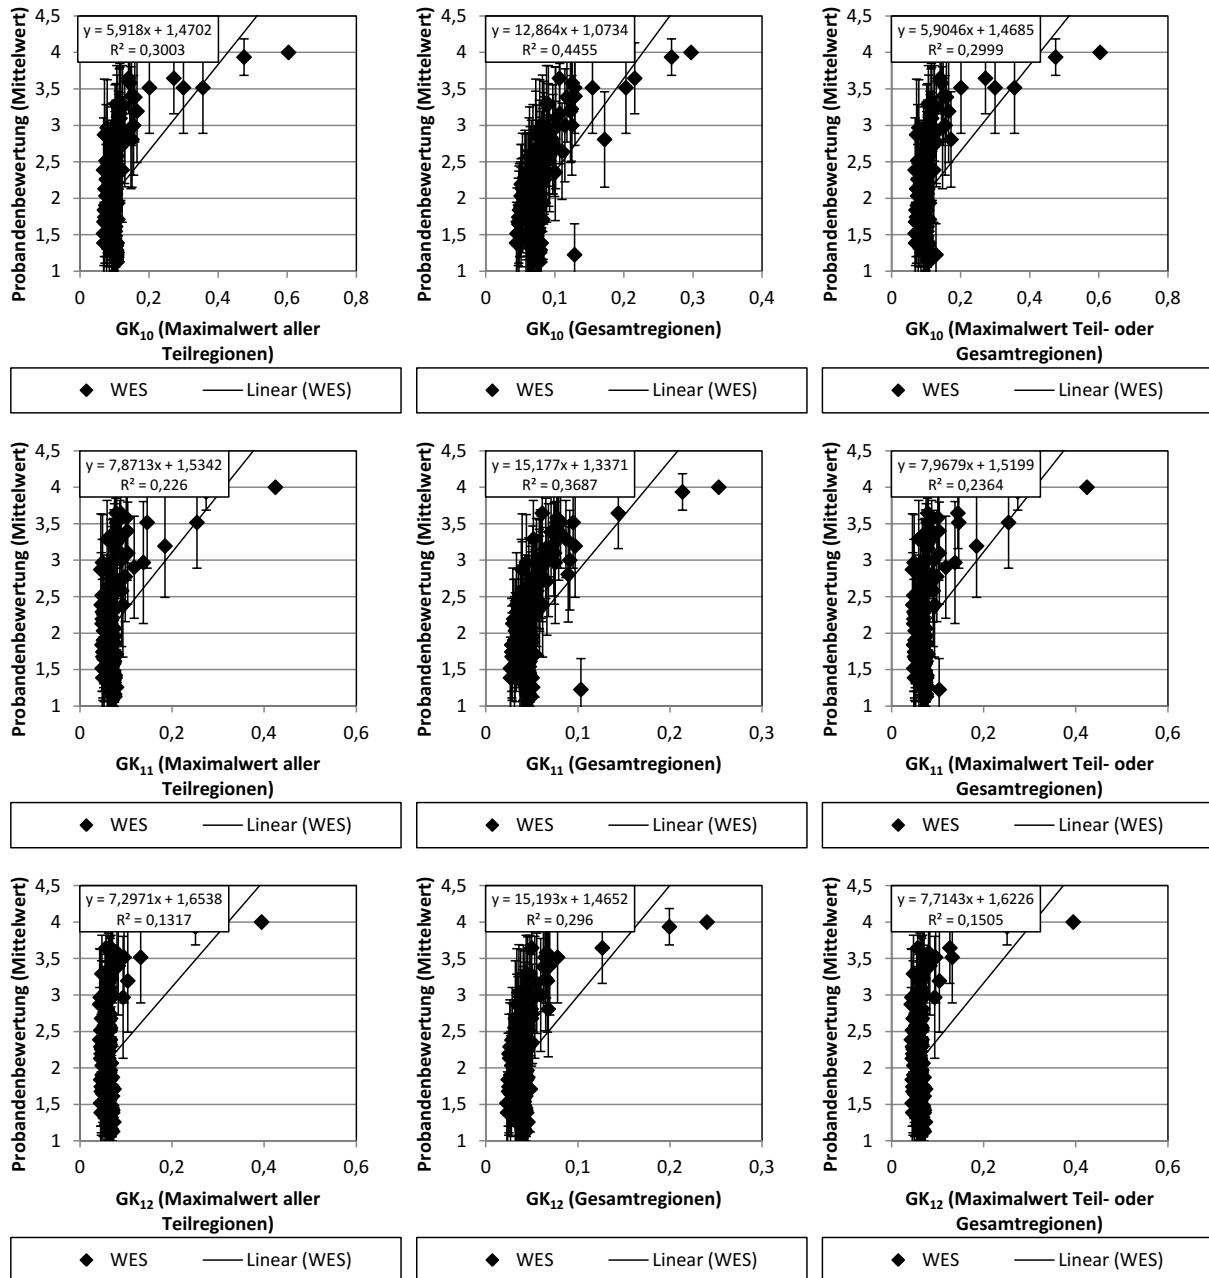 Probandenbewertung (Mittelwert)
4,5
4
3,5
3
2,5
2
1,5
1
y = 5,918x + 1,4702
R² = 0,3003
0
0,2
0,4
0,6
0,8
GK₁₀ (Maximalwert aller
Teilregionen)
WES
Linear (WES)
Probandenbewertung (Mittelwert)
4,5
4
3,5
3
2,5
2
1,5
1
y = 12,864x + 1,0734
R² = 0,4455
0
0,1
0,2
0,3
0,4
GK₁₀ (Gesamtregionen)
WES
Linear (WES)
Probandenbewertung (Mittelwert)
4,5
4
3,5
3
2,5
2
1,5
1
y = 5,9046x + 1,4685
R² = 0,2999
0
0,2
0,4
0,6
0,8
GK₁₀ (Maximalwert Teil- oder
Gesamtregionen)
WES
Linear (WES)
Probandenbewertung (Mittelwert)
4,5
4
3,5
3
2,5
2
1,5
1
y = 7,8713x + 1,5342
R² = 0,226
0
0,2
0,4
0,6
GK₁₁ (Maximalwert aller
Teilregionen)
WES
Linear (WES)
Probandenbewertung (Mittelwert)
4,5
4
3,5
3
2,5
2
1,5
1
y = 15,177x + 1,3371
R² = 0,3687
0
0,1
0,2
0,3
GK₁₁ (Gesamtregionen)
WES
Linear (WES)
Probandenbewertung (Mittelwert)
4,5
4
3,5
3
2,5
2
1,5
1
y = 7,9679x + 1,5199
R² = 0,2364
0
0,2
0,4
0,6
GK₁₁ (Maximalwert Teil- oder
Gesamtregionen)
WES
Linear (WES)
Probandenbewertung (Mittelwert)
4,5
4
3,5
3
2,5
2
1,5
1
y = 7,2971x + 1,6538
R² = 0,1317
0
0,2
0,4
0,6
GK₁₂ (Maximalwert aller
Teilregionen)
WES
Linear (WES)
Probandenbewertung (Mittelwert)
4,5
4
3,5
3
2,5
2
1,5
1
y = 15,193x + 1,4652
R² = 0,296
0
0,1
0,2
0,3
GK₁₂ (Gesamtregionen)
WES
Linear (WES)
Probandenbewertung (Mittelwert)
4,5
4
3,5
3
2,5
2
1,5
1
y = 7,7143x + 1,6226
R² = 0,1505
0
0,2
0,4
0,6
GK₁₂ (Maximalwert Teil- oder
Gesamtregionen)
WES
Linear (WES)